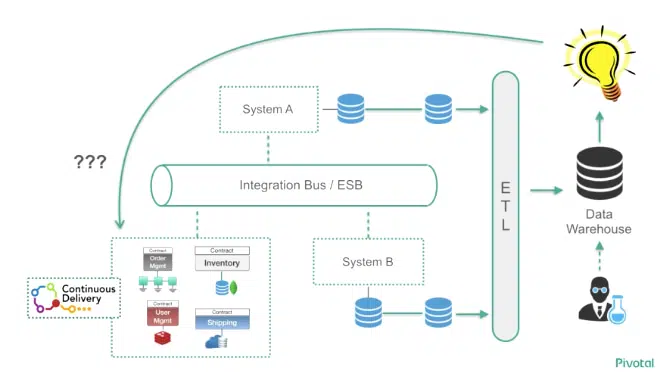 System A
???
Integration Bus / ESB
E
T
L
Data
Warehouse
Contract
Order
Mgmt
Contract
Inventory
System B
Continuous
Delivery
Contract
User
Mgmt
Contract
Shipping
Pivotal